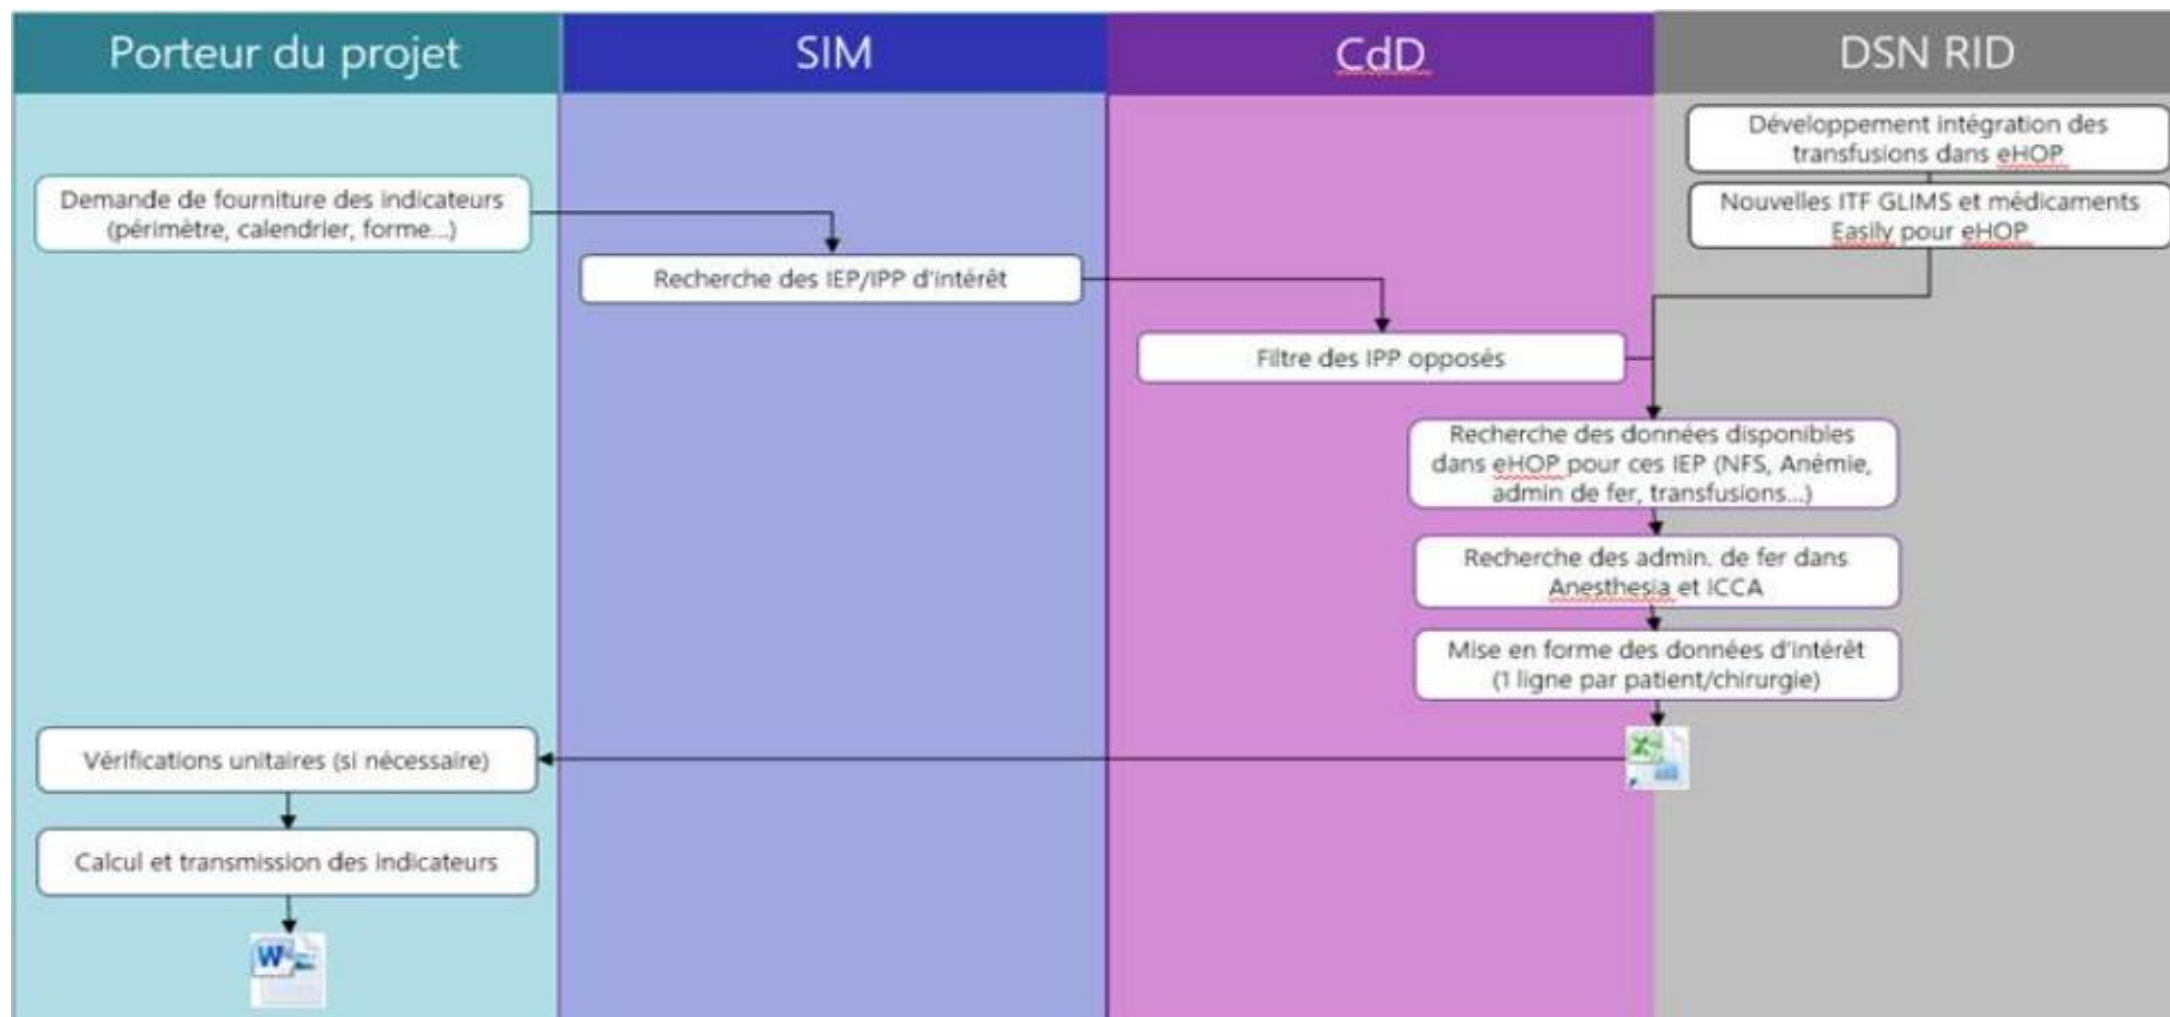 Porteur du projet
SIM
CdD
DSN RID
Développement intégration des
transfusions dans eHOP
Demande de fourniture des indicateurs
(périmètre, calendrier, forme...)
Nouvelles ITF GLIMS et médicaments
Easily pour eHOP
Recherche des IEP/IPP d'intérêt
Filtre des IPP opposés
Recherche des données disponibles
dans eHOP pour ces IEP (NFS, Anémie,
admin de fer, transfusions...)
Recherche des admin. de fer dans
Anesthesia et ICCA
Mise en forme des données d'intérêt
(1 ligne par patient/chirurgie)
Vérifications unitaires (si nécessaire)
Calcul et transmission des indicateurs
W